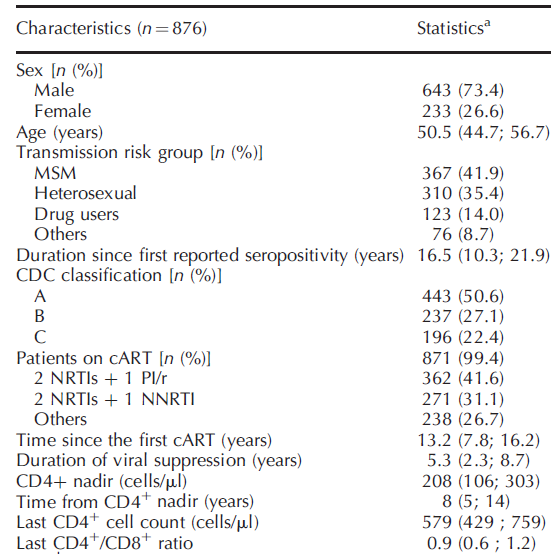 Characteristics (n=876) Statisticsᵃ
Sex [n (%)]
Male 643 (73.4)
Female 233 (26.6)
Age (years) 50.5 (44.7; 56.7)
Transmission risk group [n (%)]
MSM 367 (41.9)
Heterosexual 310 (35.4)
Drug users 123 (14.0)
Others 76 (8.7)
Duration since first reported seropositivity (years) 16.5 (10.3; 21.9)
CDC classification [n (%)]
A 443 (50.6)
B 237 (27.1)
C 196 (22.4)
Patients on cART [n (%)] 871 (99.4)
2 NRTIs + 1 PI/r 362 (41.6)
2 NRTIs + 1 NNRTI 271 (31.1)
Others 238 (26.7)
Time since the first cART (years) 13.2 (7.8; 16.2)
Duration of viral suppression (years) 5.3 (2.3; 8.7)
CD4+ nadir (cells/μl) 208 (106; 303)
Time from CD4⁺ nadir (years) 8 (5; 14)
Last CD4⁺ cell count (cells/μl) 579 (429 ; 759)
Last CD4⁺/CD8⁺ ratio 0.9 (0.6 ; 1.2)